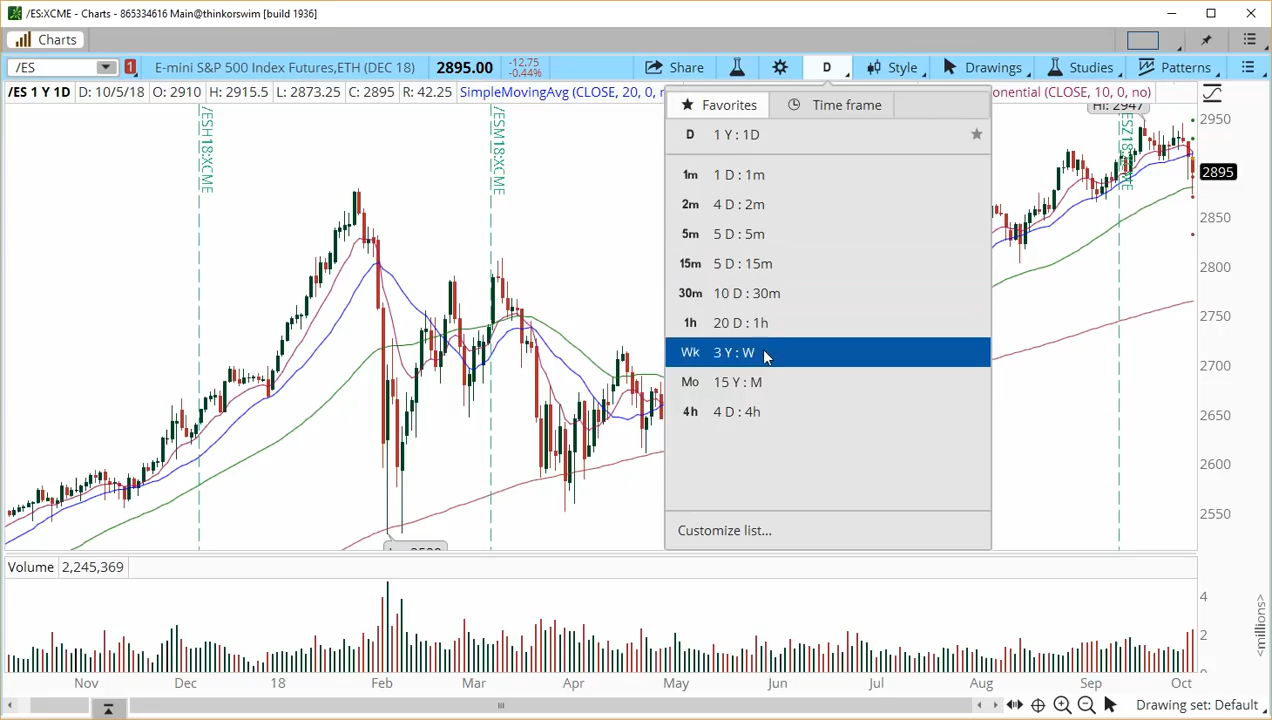 /ES:XCME - Charts - 865334616 Main@thinkorswim [build 1936]
Charts
/ES 1 E-mini S&P 500 Index Futures,ETH (DEC 18) 2895.00 -12.75 -0.44% Share D Style Drawings Studies Patterns
/ES 1 Y 1D D: 10/5/18 O: 2910 H: 2915.5 L: 2873.25 C: 2895 R: 42.25 SimpleMovingAvg (CLOSE, 20, 0, (CLOSE, 10, 0, no)
Favorites Time frame
D 1 Y : 1D
1m 1 D : 1m
2m 4 D : 2m
5m 5 D : 5m
15m 5 D : 15m
30m 10 D : 30m
1h 20 D : 1h
Wk 3 Y : W
Mo 15 Y : M
4h 4 D : 4h
Customize list...
/ESH18:XCME
/ESM18:XCME
Hi: 2947
2950
2895
2850
2800
2750
2700
2650
2600
2550
Volume 2,245,369
4
2
0
<millions>
Nov Dec 18 Feb Mar Apr May Jun Jul Aug Sep Oct
Drawing set: Default